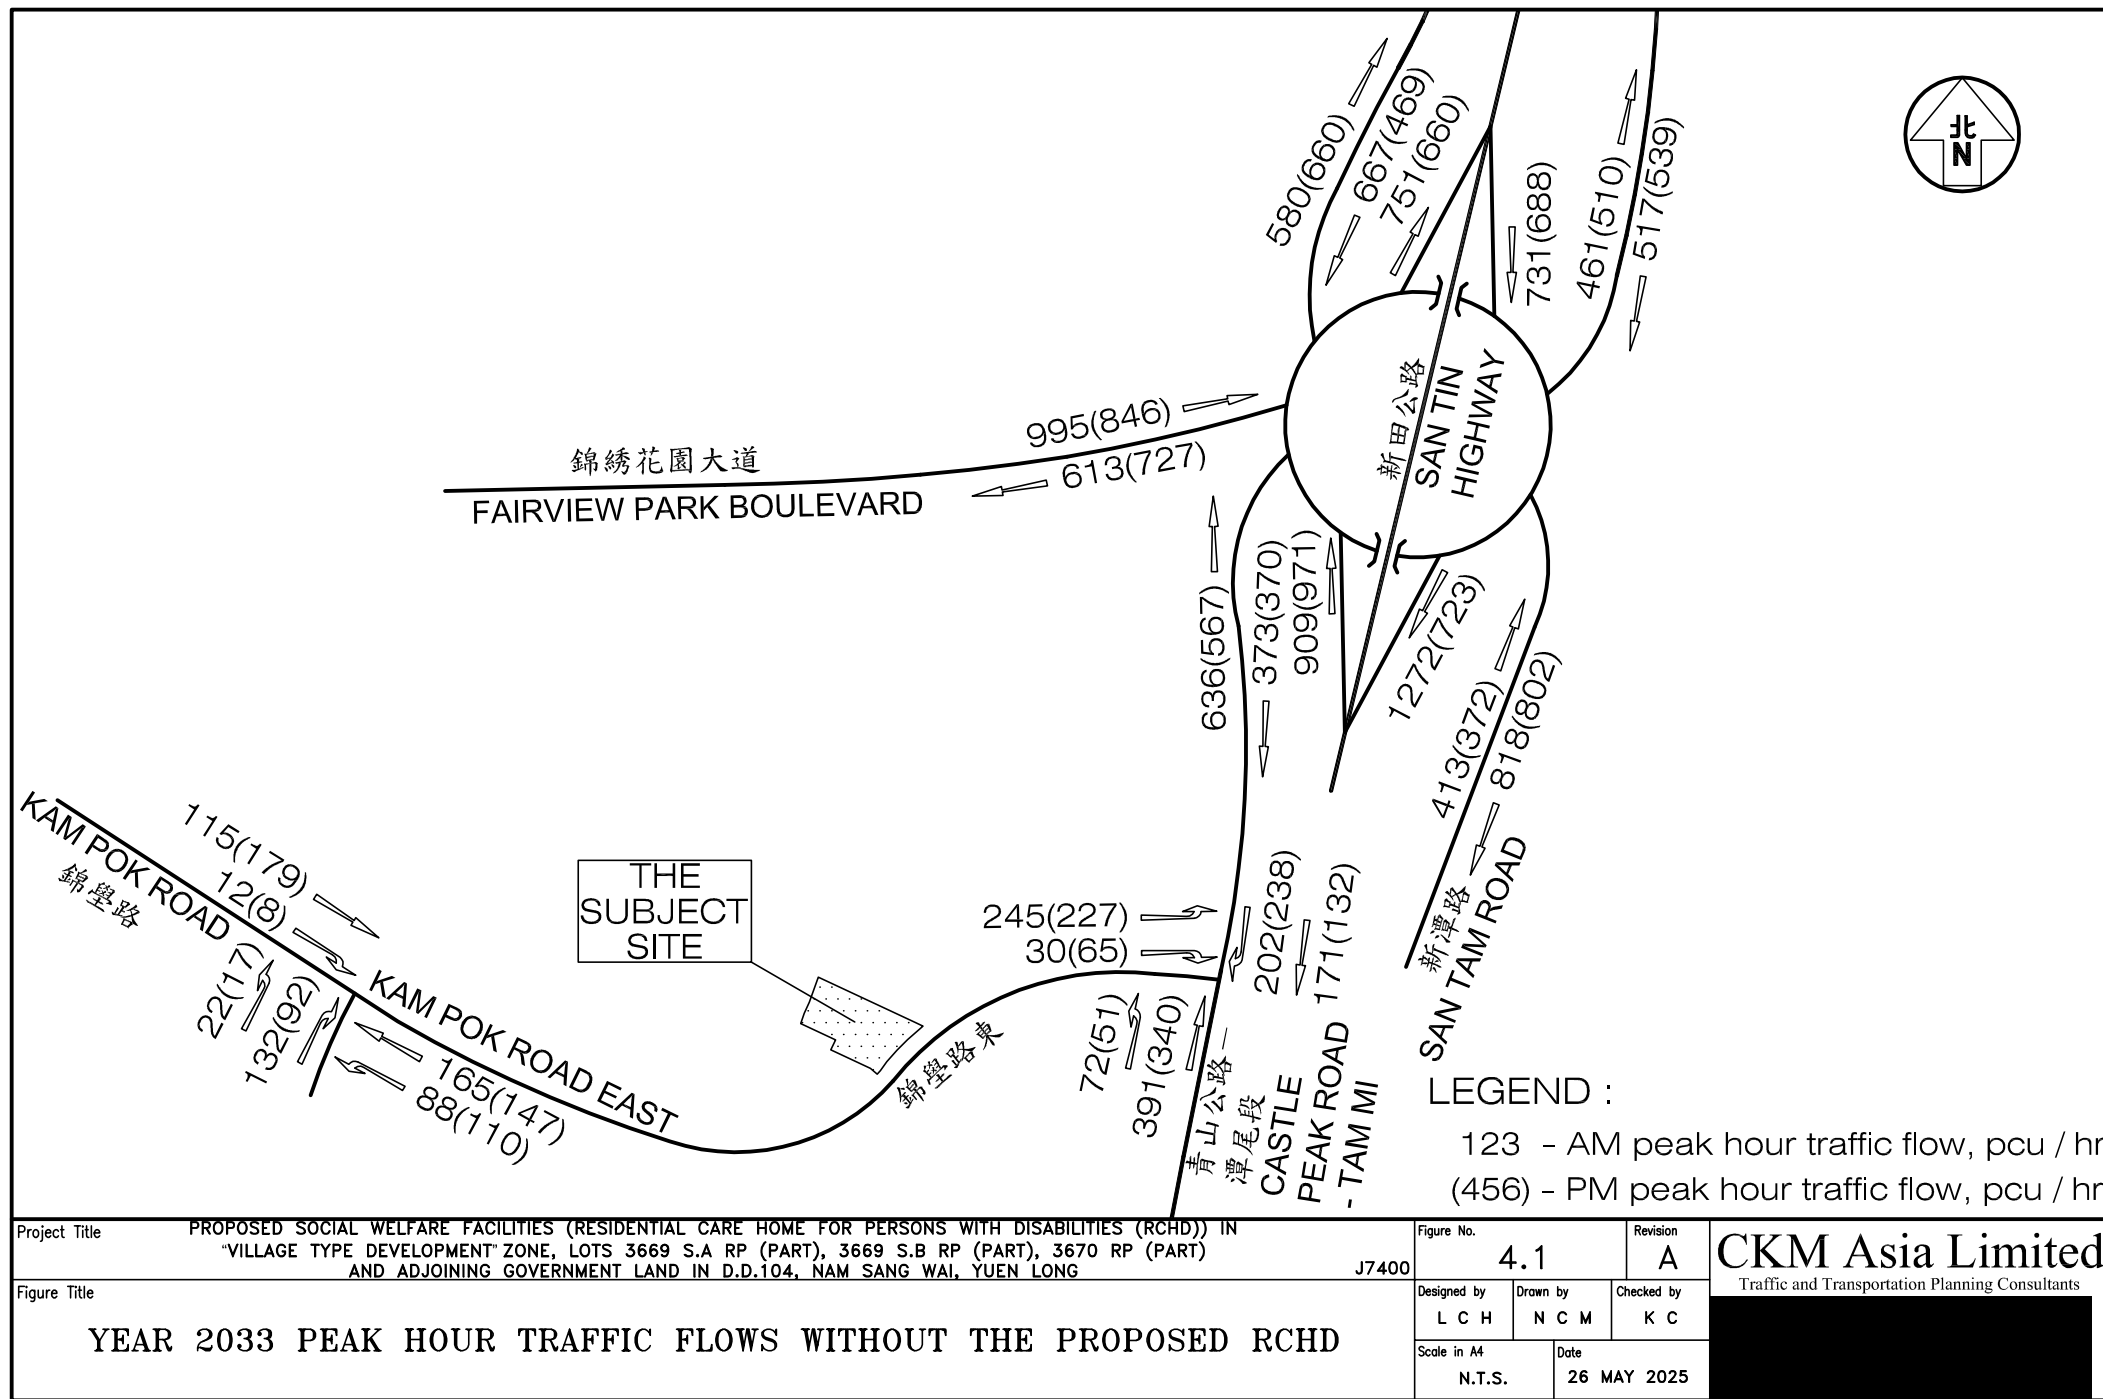 580(660)
667(469)
751(660)
731(688)
461(510)
517(539)
北
N
新田公路
SAN TIN
HIGHWAY
995(846)
613(727)
錦綉花園大道
FAIRVIEW PARK BOULEVARD
636(567)
373(370)
909(971)
1272(723)
413(372)
818(802)
新潭路
SAN TAM ROAD
KAM POK ROAD
錦壆路
115(179)
12(8)
22(17)
132(92)
KAM POK ROAD EAST
錦壆路東
165(147)
88(110)
THE
SUBJECT
SITE
245(227)
30(65)
202(238)
171(132)
72(51)
391(340)
青山公路-
潭尾段
CASTLE
PEAK ROAD
- TAM MI
LEGEND :
123 - AM peak hour traffic flow, pcu / hr
(456) - PM peak hour traffic flow, pcu / hr
Project Title
PROPOSED SOCIAL WELFARE FACILITIES (RESIDENTIAL CARE HOME FOR PERSONS WITH DISABILITIES (RCHD)) IN
"VILLAGE TYPE DEVELOPMENT" ZONE, LOTS 3669 S.A RP (PART), 3669 S.B RP (PART), 3670 RP (PART)
AND ADJOINING GOVERNMENT LAND IN D.D.104, NAM SANG WAI, YUEN LONG
J7400
Figure Title
YEAR 2033 PEAK HOUR TRAFFIC FLOWS WITHOUT THE PROPOSED RCHD
Figure No.
4.1
Revision
A
Designed by
L C H
Drawn by
N C M
Checked by
K C
Scale in A4
N.T.S.
Date
26 MAY 2025
CKM Asia Limited
Traffic and Transportation Planning Consultants